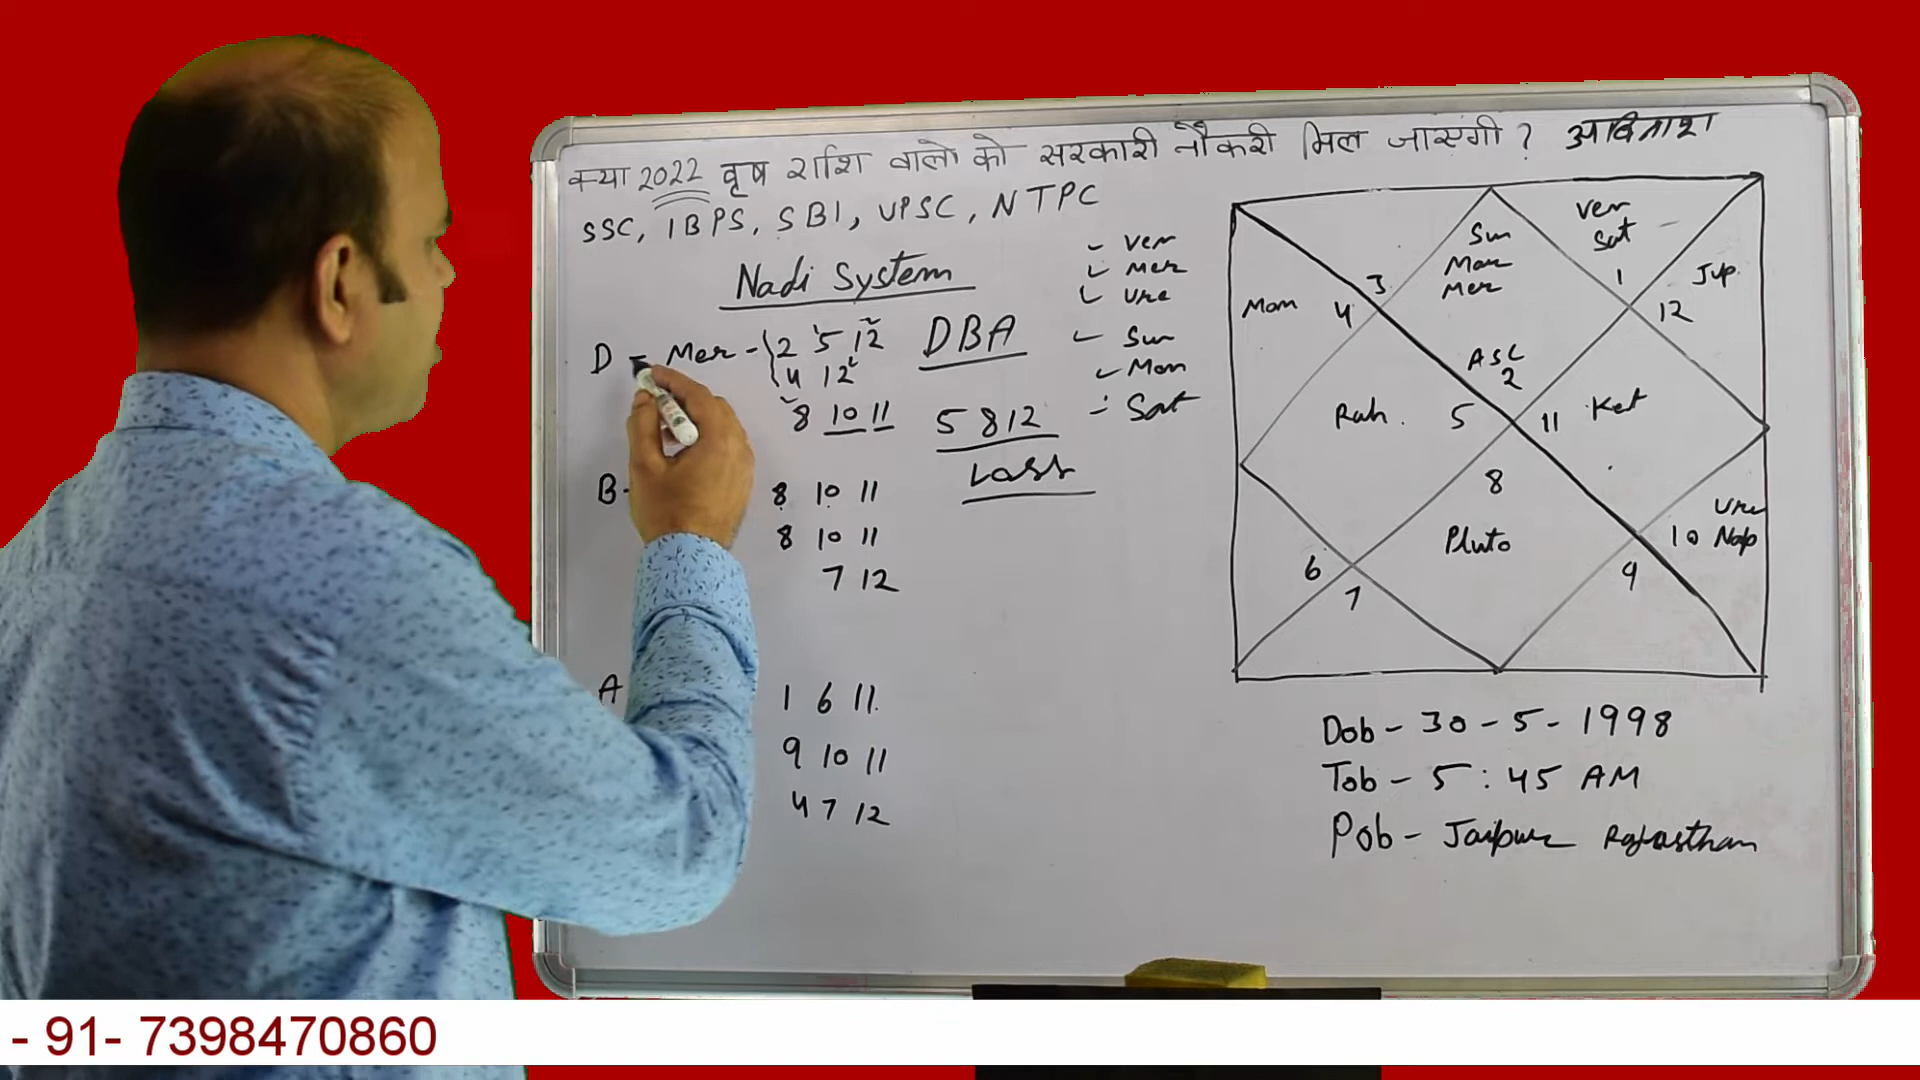 क्या 2022 वृष राशि वालो को सरकारी नौकरी मिल जाएगी ? अविनाश
SSC, IBPS, SBI, UPSC, NTPC
Nadi System
D - Mer - 2 5 12
4 12
8 10 11
DBA
5 8 12
Loss
- Ven
Mer
Ura
- Sun
Mon
- Sat
B-
8 10 11
8 10 11
7 12
A
1 6 11
9 10 11
4 7 12
Sun
Mar
Mer
Ven
Sat
1
Jup
12
Mon
4
3
ASC
2
Rah.
5
11
Ket
8
Pluto
Ura
10 Nep
6
7
9
Dob - 30 - 5 - 1998
Tob - 5 : 45 AM
Pob - Jaipur Rajasthan
- 91- 7398470860